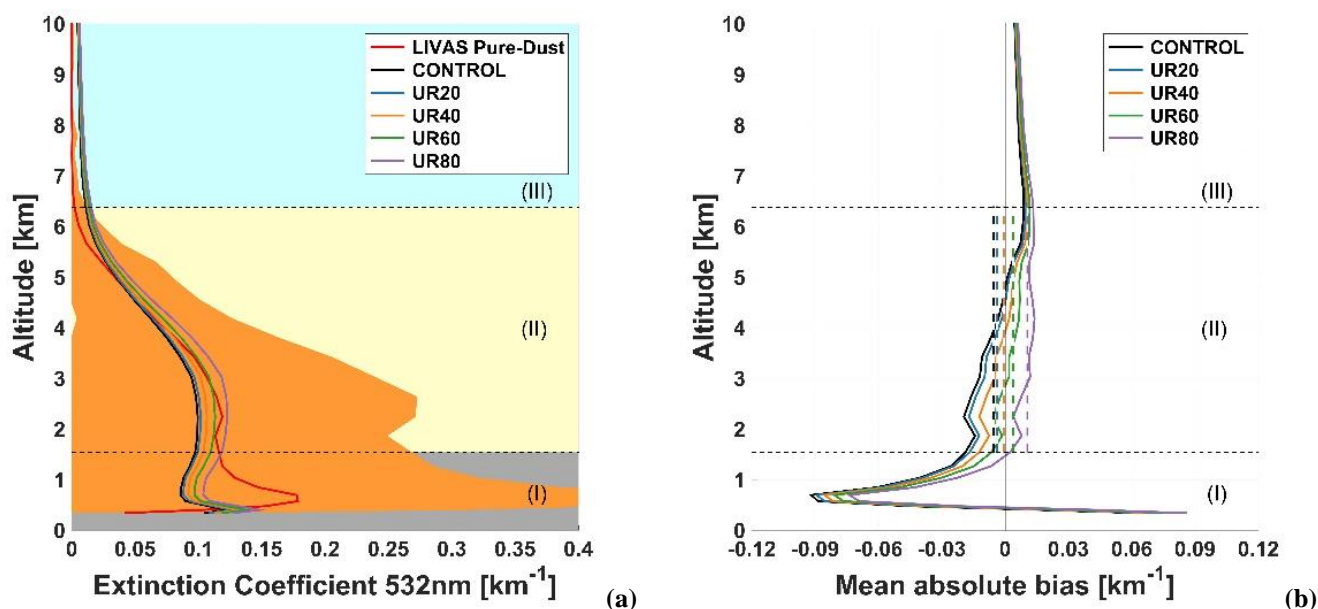 10
9
8
7
6
5
4
3
2
1
0
Altitude [km]
LIVAS Pure-Dust
CONTROL
UR20
UR40
UR60
UR80
(III)
(II)
(I)
0 0.05 0.1 0.15 0.2 0.25 0.3 0.35 0.4
Extinction Coefficient 532nm [km-1]
(a)
10
9
8
7
6
5
4
3
2
1
0
Altitude [km]
CONTROL
UR20
UR40
UR60
UR80
(III)
(II)
(I)
-0.12 -0.09 -0.06 -0.03 0 0.03 0.06 0.09 0.12
Mean absolute bias [km-1]
(b)